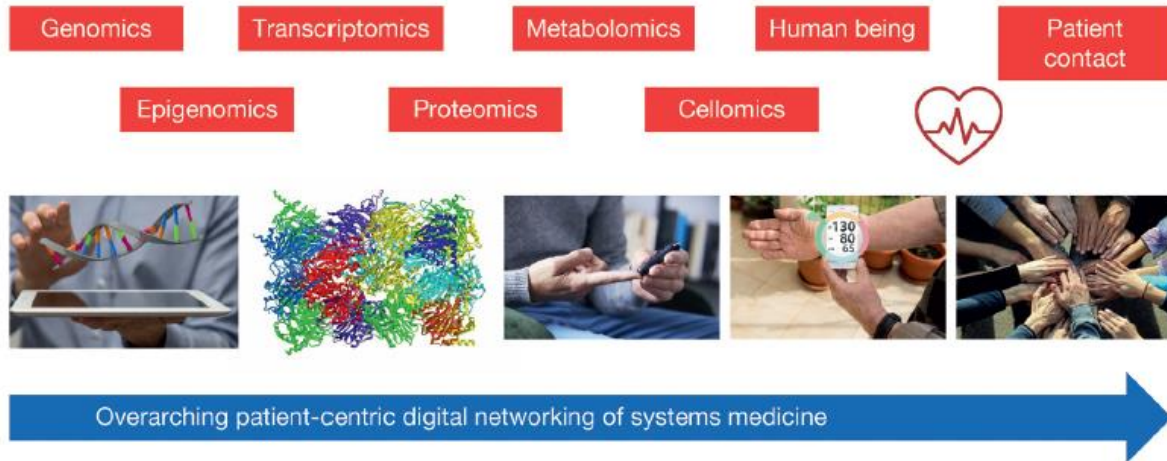 Genomics
Transcriptomics
Metabolomics
Human being
Patient
contact
Epigenomics
Proteomics
Cellomics
130
80
65
Overarching patient-centric digital networking of systems medicine